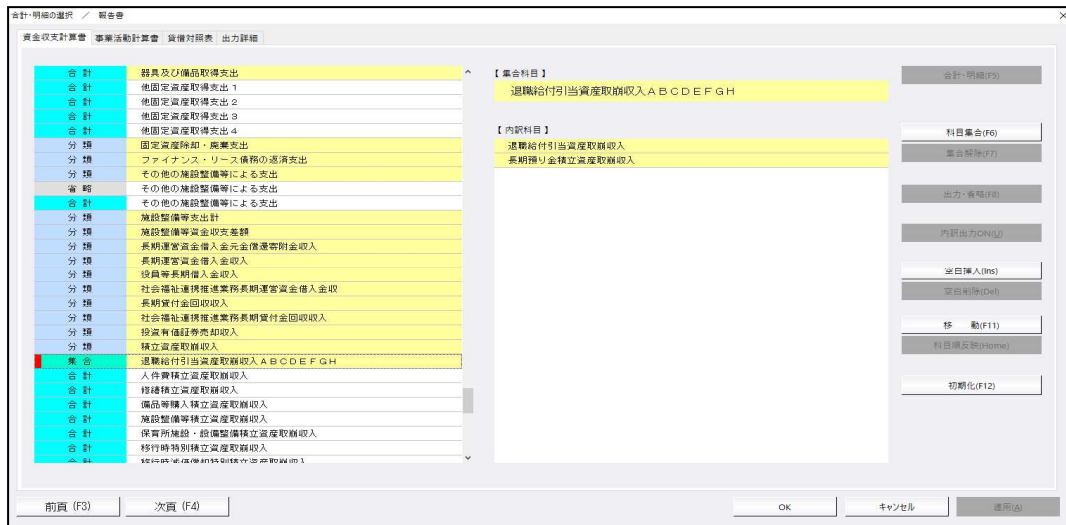 合計・明細の選択 ／ 報告書
資金収支計算書 事業活動計算書 貸借対照表 出力詳細
合計 器具及び備品取得支出
合計 他固定資産取得支出１
合計 他固定資産取得支出２
合計 他固定資産取得支出３
合計 他固定資産取得支出４
分類 固定資産除却・廃棄支出
分類 ファイナンス・リース債務の返済支出
分類 その他の施設整備等による支出
省略 その他の施設整備等による支出
合計 その他の施設整備等による支出
分類 施設整備等支出計
分類 施設整備等資金収支差額
分類 長期運営資金借入金元金償還寄附金収入
分類 長期運営資金借入金収入
分類 役員等長期借入金収入
分類 社会福祉連携推進業務長期運営資金借入金収
分類 長期貸付金回収収入
分類 社会福祉連携推進業務長期貸付金回収収入
分類 投資有価証券売却収入
分類 積立資産取崩収入
集合 退職給付引当資産取崩収入ＡＢＣＤＥＦＧＨ
合計 人件費積立資産取崩収入
合計 修繕積立資産取崩収入
合計 備品等購入積立資産取崩収入
合計 施設整備等積立資産取崩収入
合計 保育所施設・設備整備積立資産取崩収入
合計 移行時特別積立資産取崩収入
合計 移行時減価償却特別積立資産取崩収入
【集合科目】
退職給付引当資産取崩収入ＡＢＣＤＥＦＧＨ
【内訳科目】
退職給付引当資産取崩収入
長期預り金積立資産取崩収入
合計・明細(F5)
科目集合(F6)
集合解除(F7)
出力・省略(F8)
内訳出力ON(U)
空白挿入(Ins)
空白削除(Del)
移　動(F11)
科目順反映(Home)
初期化(F12)
前頁 (F3) 次頁 (F4) OK キャンセル 適用(A)